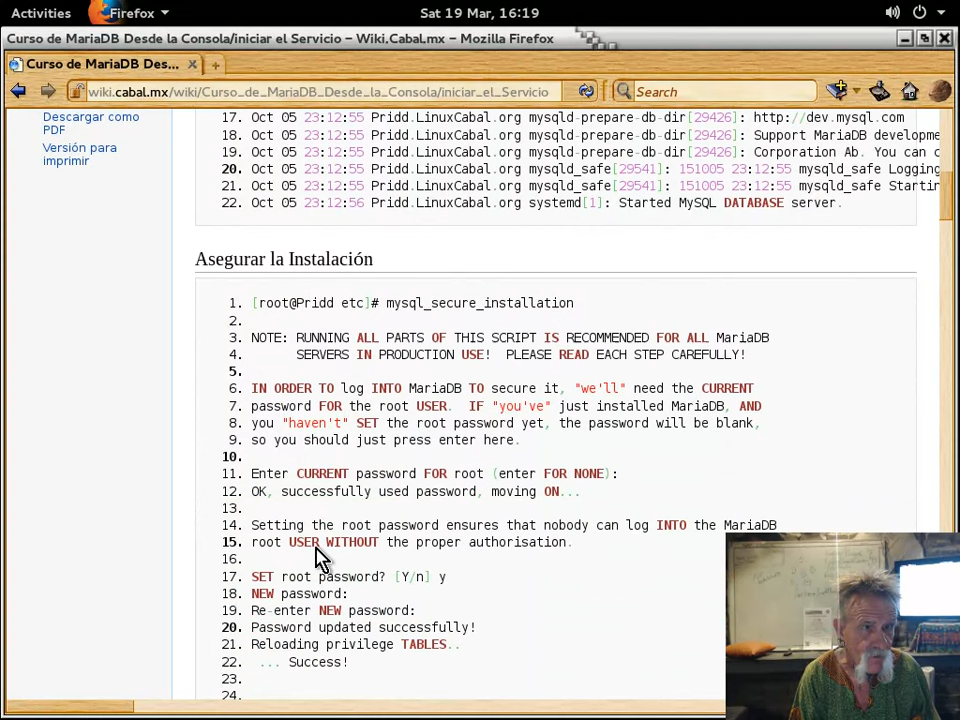 Activities Firefox Sat 19 Mar, 16:19
Curso de MariaDB Desde la Consola/iniciar el Servicio – Wiki.Cabal.mx – Mozilla Firefox
Curso de MariaDB Des...
wiki.cabal.mx/wiki/Curso_de_MariaDB_Desde_la_Consola/iniciar_el_Servicio Search
Descargar como
PDF
Versión para
imprimir
17. Oct 05 23:12:55 Pridd.LinuxCabal.org mysqld-prepare-db-dir[29426]: http://dev.mysql.com
18. Oct 05 23:12:55 Pridd.LinuxCabal.org mysqld-prepare-db-dir[29426]: Support MariaDB developme
19. Oct 05 23:12:55 Pridd.LinuxCabal.org mysqld-prepare-db-dir[29426]: Corporation Ab. You can c
20. Oct 05 23:12:55 Pridd.LinuxCabal.org mysqld_safe[29541]: 151005 23:12:55 mysqld_safe Logging
21. Oct 05 23:12:55 Pridd.LinuxCabal.org mysqld_safe[29541]: 151005 23:12:55 mysqld_safe Startin
22. Oct 05 23:12:56 Pridd.LinuxCabal.org systemd[1]: Started MySQL DATABASE server.
Asegurar la Instalación
1. [root@Pridd etc]# mysql_secure_installation
2.
3. NOTE: RUNNING ALL PARTS OF THIS SCRIPT IS RECOMMENDED FOR ALL MariaDB
4. SERVERS IN PRODUCTION USE! PLEASE READ EACH STEP CAREFULLY!
5.
6. IN ORDER TO log INTO MariaDB TO secure it, "we'll" need the CURRENT
7. password FOR the root USER. IF "you've" just installed MariaDB, AND
8. you "haven't" SET the root password yet, the password will be blank,
9. so you should just press enter here.
10.
11. Enter CURRENT password FOR root (enter FOR NONE):
12. OK, successfully used password, moving ON...
13.
14. Setting the root password ensures that nobody can log INTO the MariaDB
15. root USER WITHOUT the proper authorisation.
16.
17. SET root password? [Y/n] y
18. NEW password:
19. Re-enter NEW password:
20. Password updated successfully!
21. Reloading privilege TABLES..
22. ... Success!
23.
24.